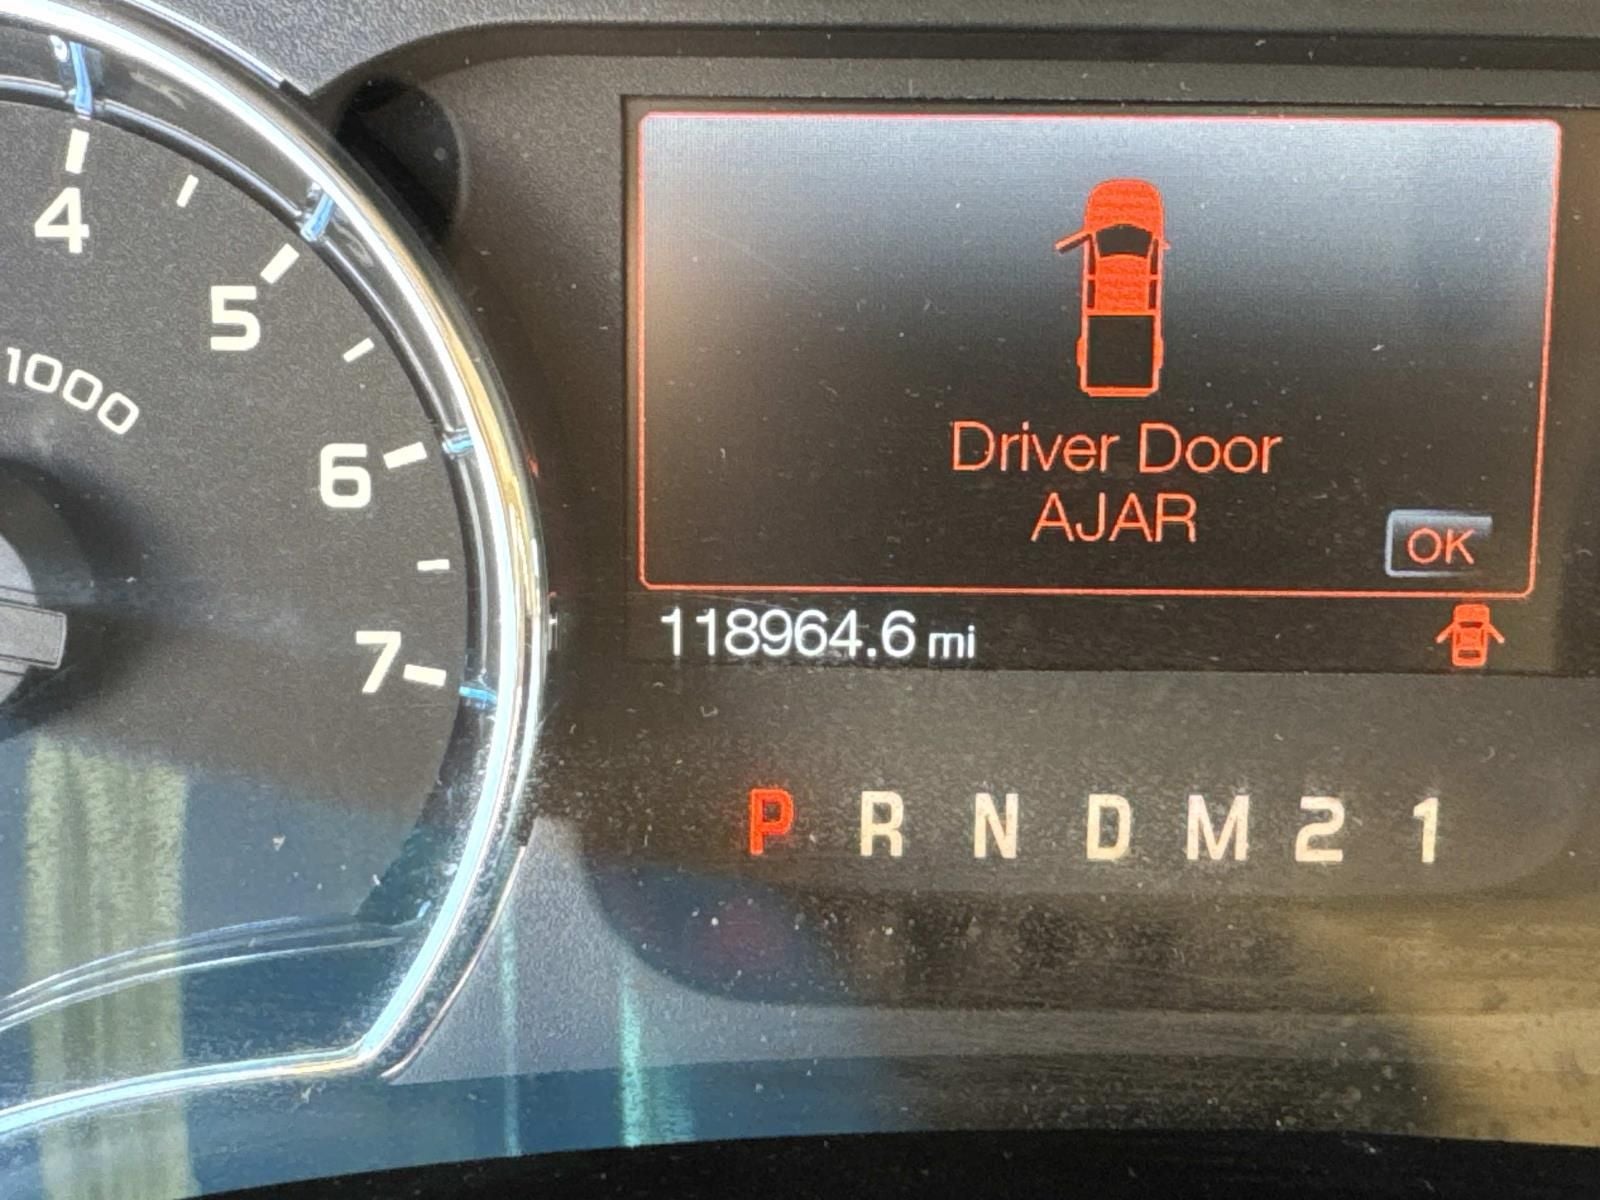 4
5
1000
6
7
Driver Door
AJAR
OK
118964.6 mi
P R N D M 2 1